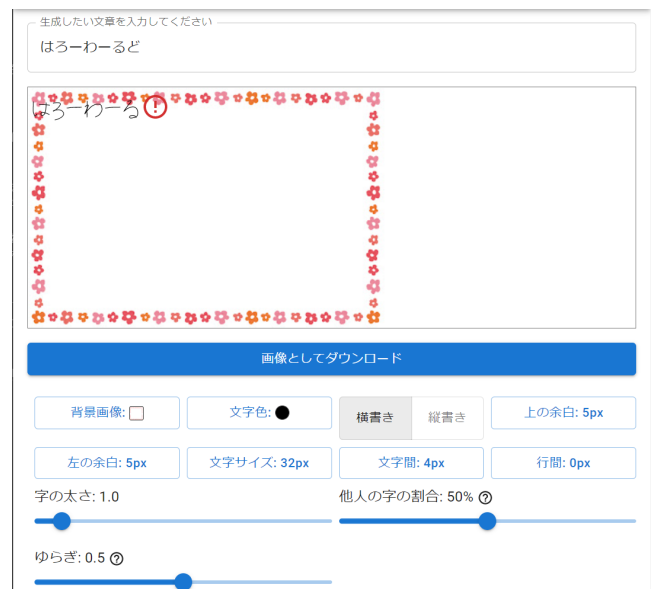 生成したい文章を入力してください
はろーわーるど
はろーわーる
画像としてダウンロード
背景画像:
文字色:
横書き
縦書き
上の余白: 5px
左の余白: 5px
文字サイズ: 32px
文字間: 4px
行間: 0px
字の太さ: 1.0
他人の字の割合: 50%
ゆらぎ: 0.5